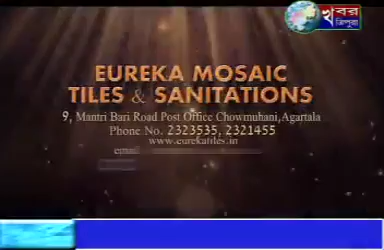 খবর
ত্রিপুরা
EUREKA MOSAIC
TILES & SANITATIONS
9, Mantri Bari Road Post Office Chowmuhani,Agartala
Phone No. 2323535, 2321455
www.eurekatiles.in
email